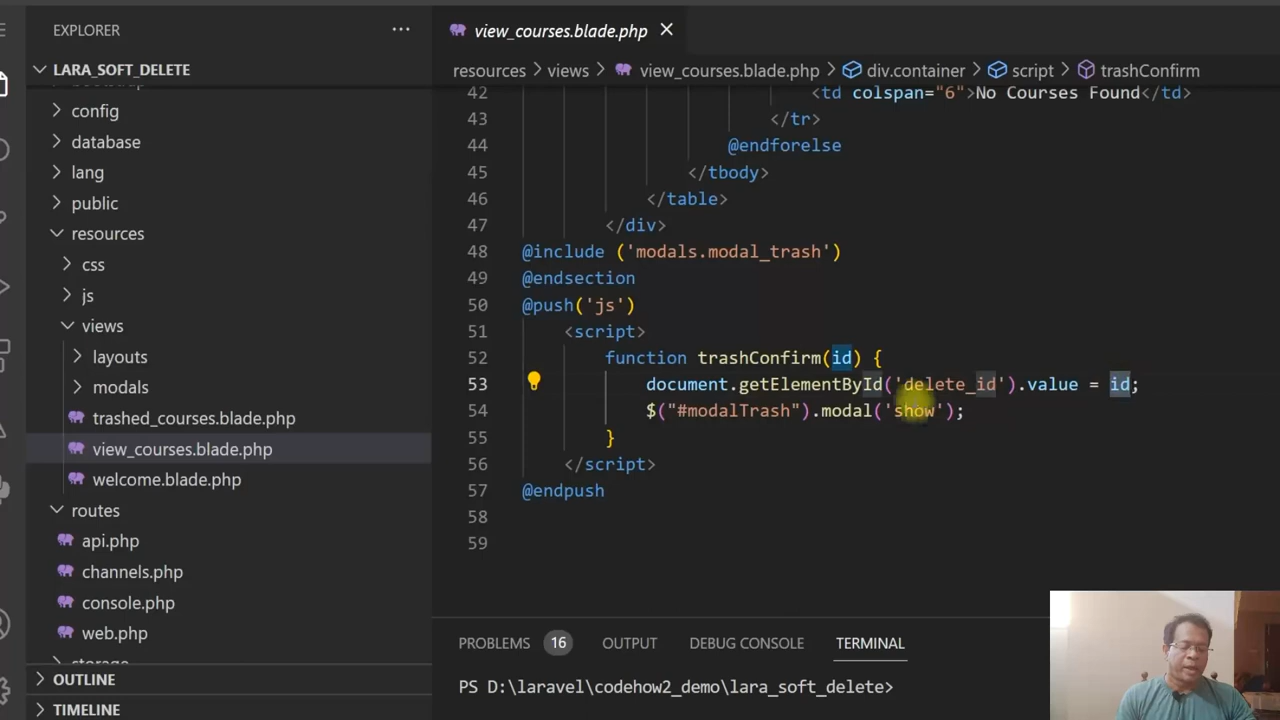 EXPLORER
LARA_SOFT_DELETE
config
database
lang
public
resources
css
js
views
layouts
modals
trashed_courses.blade.php
view_courses.blade.php
welcome.blade.php
routes
api.php
channels.php
console.php
web.php
OUTLINE
TIMELINE
view_courses.blade.php
resources > views > view_courses.blade.php > div.container > script > trashConfirm
42 <td colspan="6">No Courses Found</td>
43 </tr>
44 @endforelse
45 </tbody>
46 </table>
47 </div>
48 @include ('modals.modal_trash')
49 @endsection
50 @push('js')
51 <script>
52 function trashConfirm(id) {
53 document.getElementById('delete_id').value = id;
54 $("#modalTrash").modal('show');
55 }
56 </script>
57 @endpush
58
59
PROBLEMS 16 OUTPUT DEBUG CONSOLE TERMINAL
PS D:\laravel\codehow2_demo\lara_soft_delete>